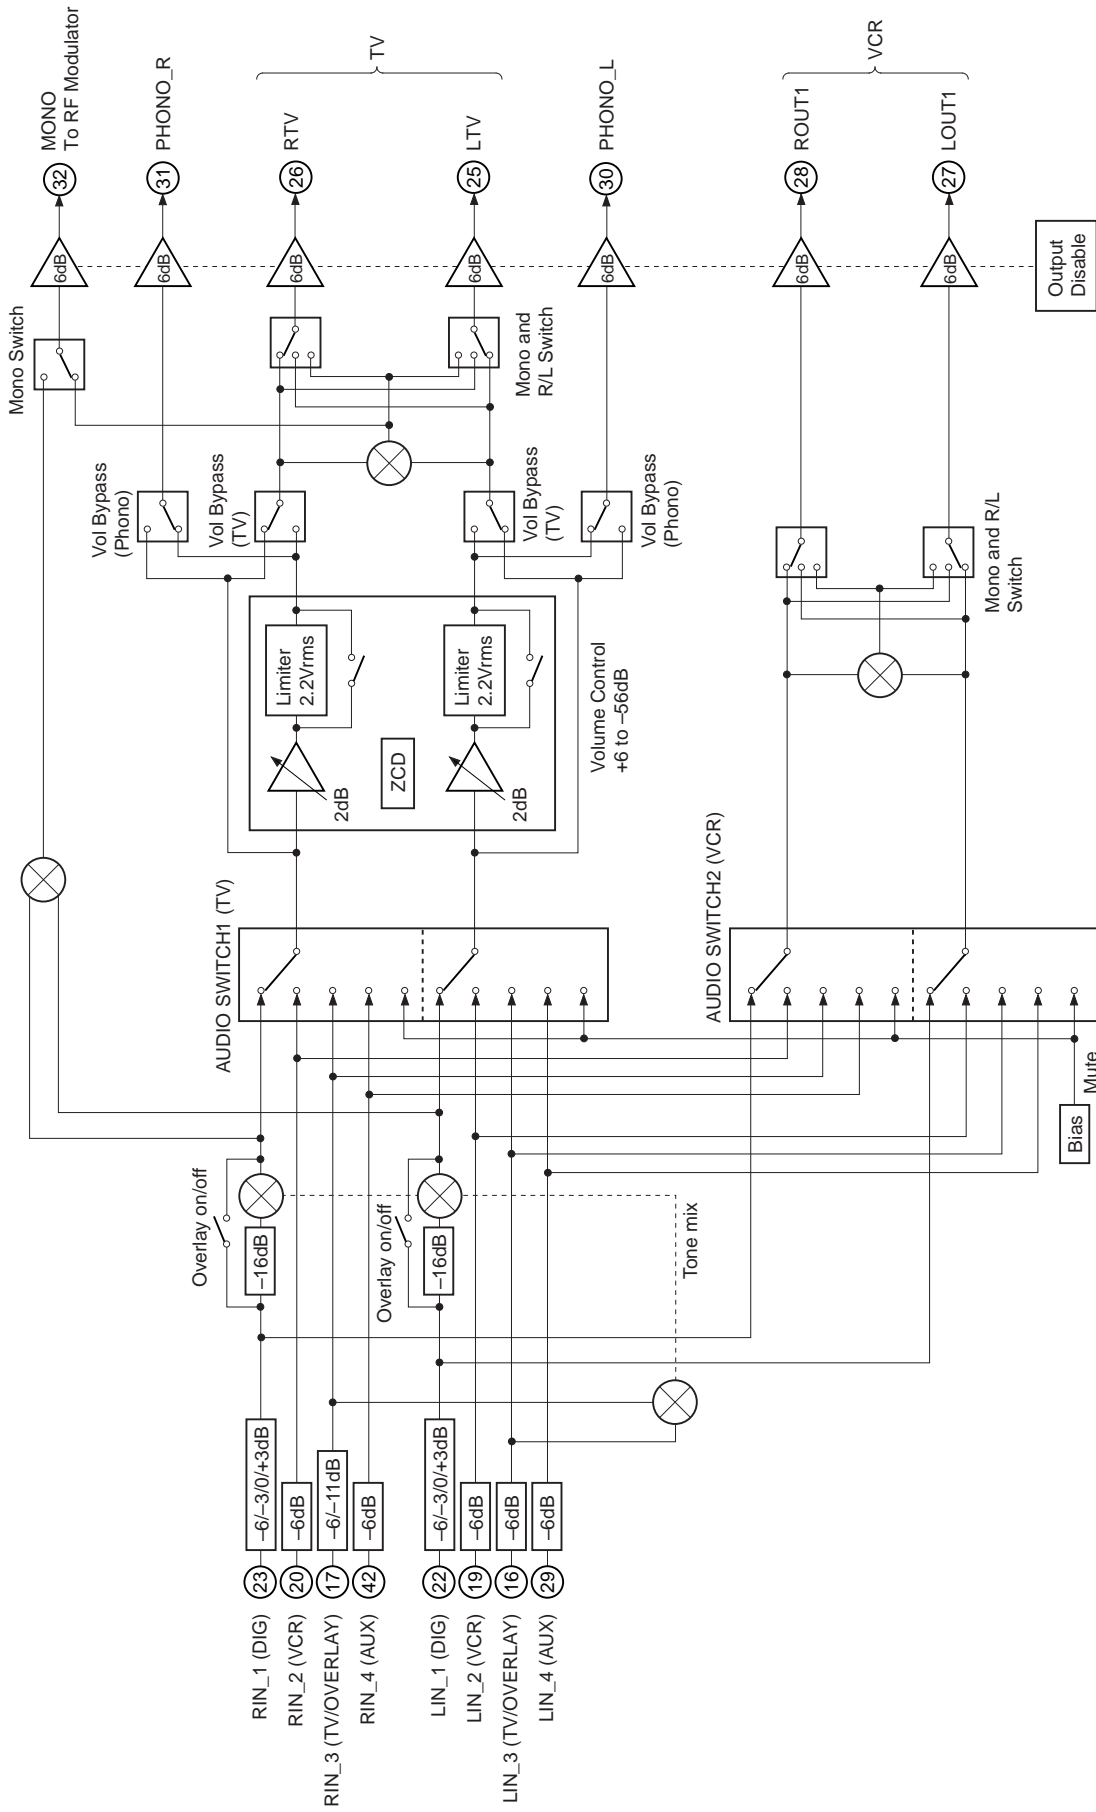 RIN_1 (DIG)
23
–6/–3/0/+3dB
RIN_2 (VCR)
20
–6dB
RIN_3 (TV/OVERLAY)
17
–6/–11dB
RIN_4 (AUX)
42
–6dB
LIN_1 (DIG)
22
–6/–3/0/+3dB
LIN_2 (VCR)
19
–6dB
LIN_3 (TV/OVERLAY)
16
–6dB
LIN_4 (AUX)
29
–6dB
Overlay on/off
–16dB
Overlay on/off
–16dB
Tone mix
Bias
Mute
AUDIO SWITCH1 (TV)
AUDIO SWITCH2 (VCR)
2dB
Limiter
2.2Vrms
ZCD
2dB
Limiter
2.2Vrms
Volume Control
+6 to –56dB
Vol Bypass
(Phono)
Vol Bypass
(TV)
Vol Bypass
(TV)
Vol Bypass
(Phono)
Mono Switch
Mono and
R/L Switch
Mono and R/L
Switch
6dB
6dB
6dB
6dB
6dB
6dB
6dB
Output
Disable
32
MONO
To RF Modulator
31
PHONO_R
26
RTV
25
LTV
TV
30
PHONO_L
28
ROUT1
27
LOUT1
VCR